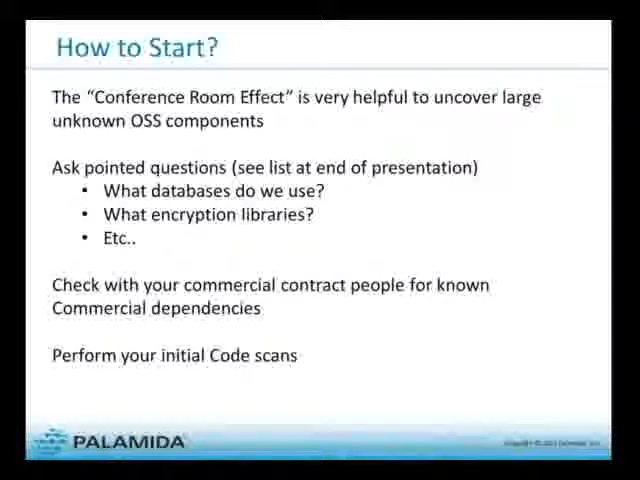 How to Start?
The “Conference Room Effect” is very helpful to uncover large
unknown OSS components
Ask pointed questions (see list at end of presentation)
• What databases do we use?
• What encryption libraries?
• Etc..
Check with your commercial contract people for known
Commercial dependencies
Perform your initial Code scans
PALAMIDA
Copyright ©